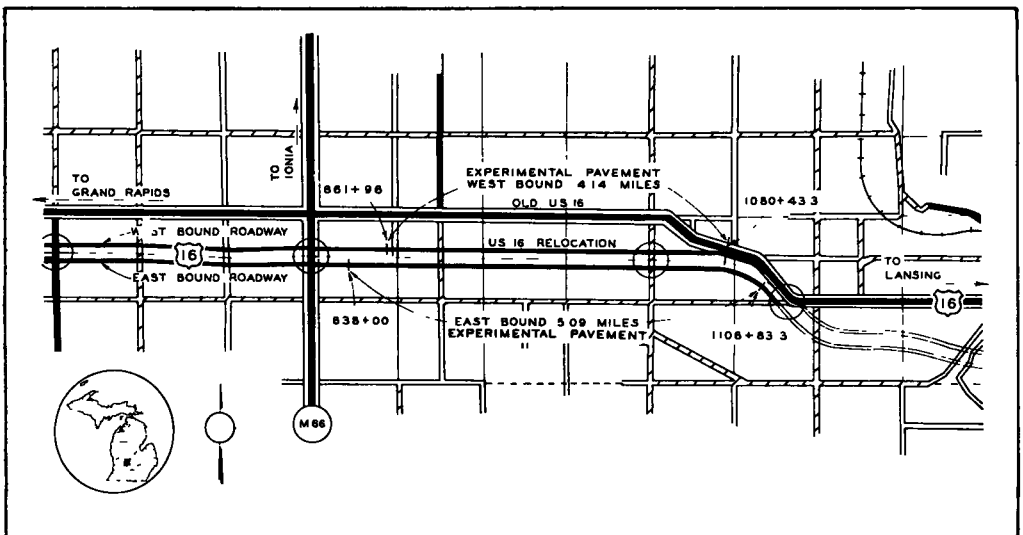 TO
GRAND RAPIDS
TO
IONIA
861+96
EXPERIMENTAL PAVEMENT
WEST BOUND 4 14 MILES
OLD US 16
1080+43 3
W ST BOUND ROADWAY
16
EAST BOUND ROADWAY
US 16 RELOCATION
TO
LANSING
16
838+00
EAST BOUND 5 09 MILES
EXPERIMENTAL PAVEMENT
1106+83 3
M 66